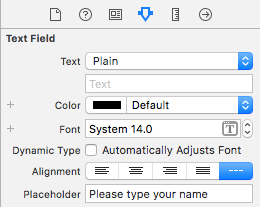 Text Field
Text Plain
Text
Color Default
Font System 14.0 T
Dynamic Type Automatically Adjusts Font
Alignment ---
Placeholder Please type your name